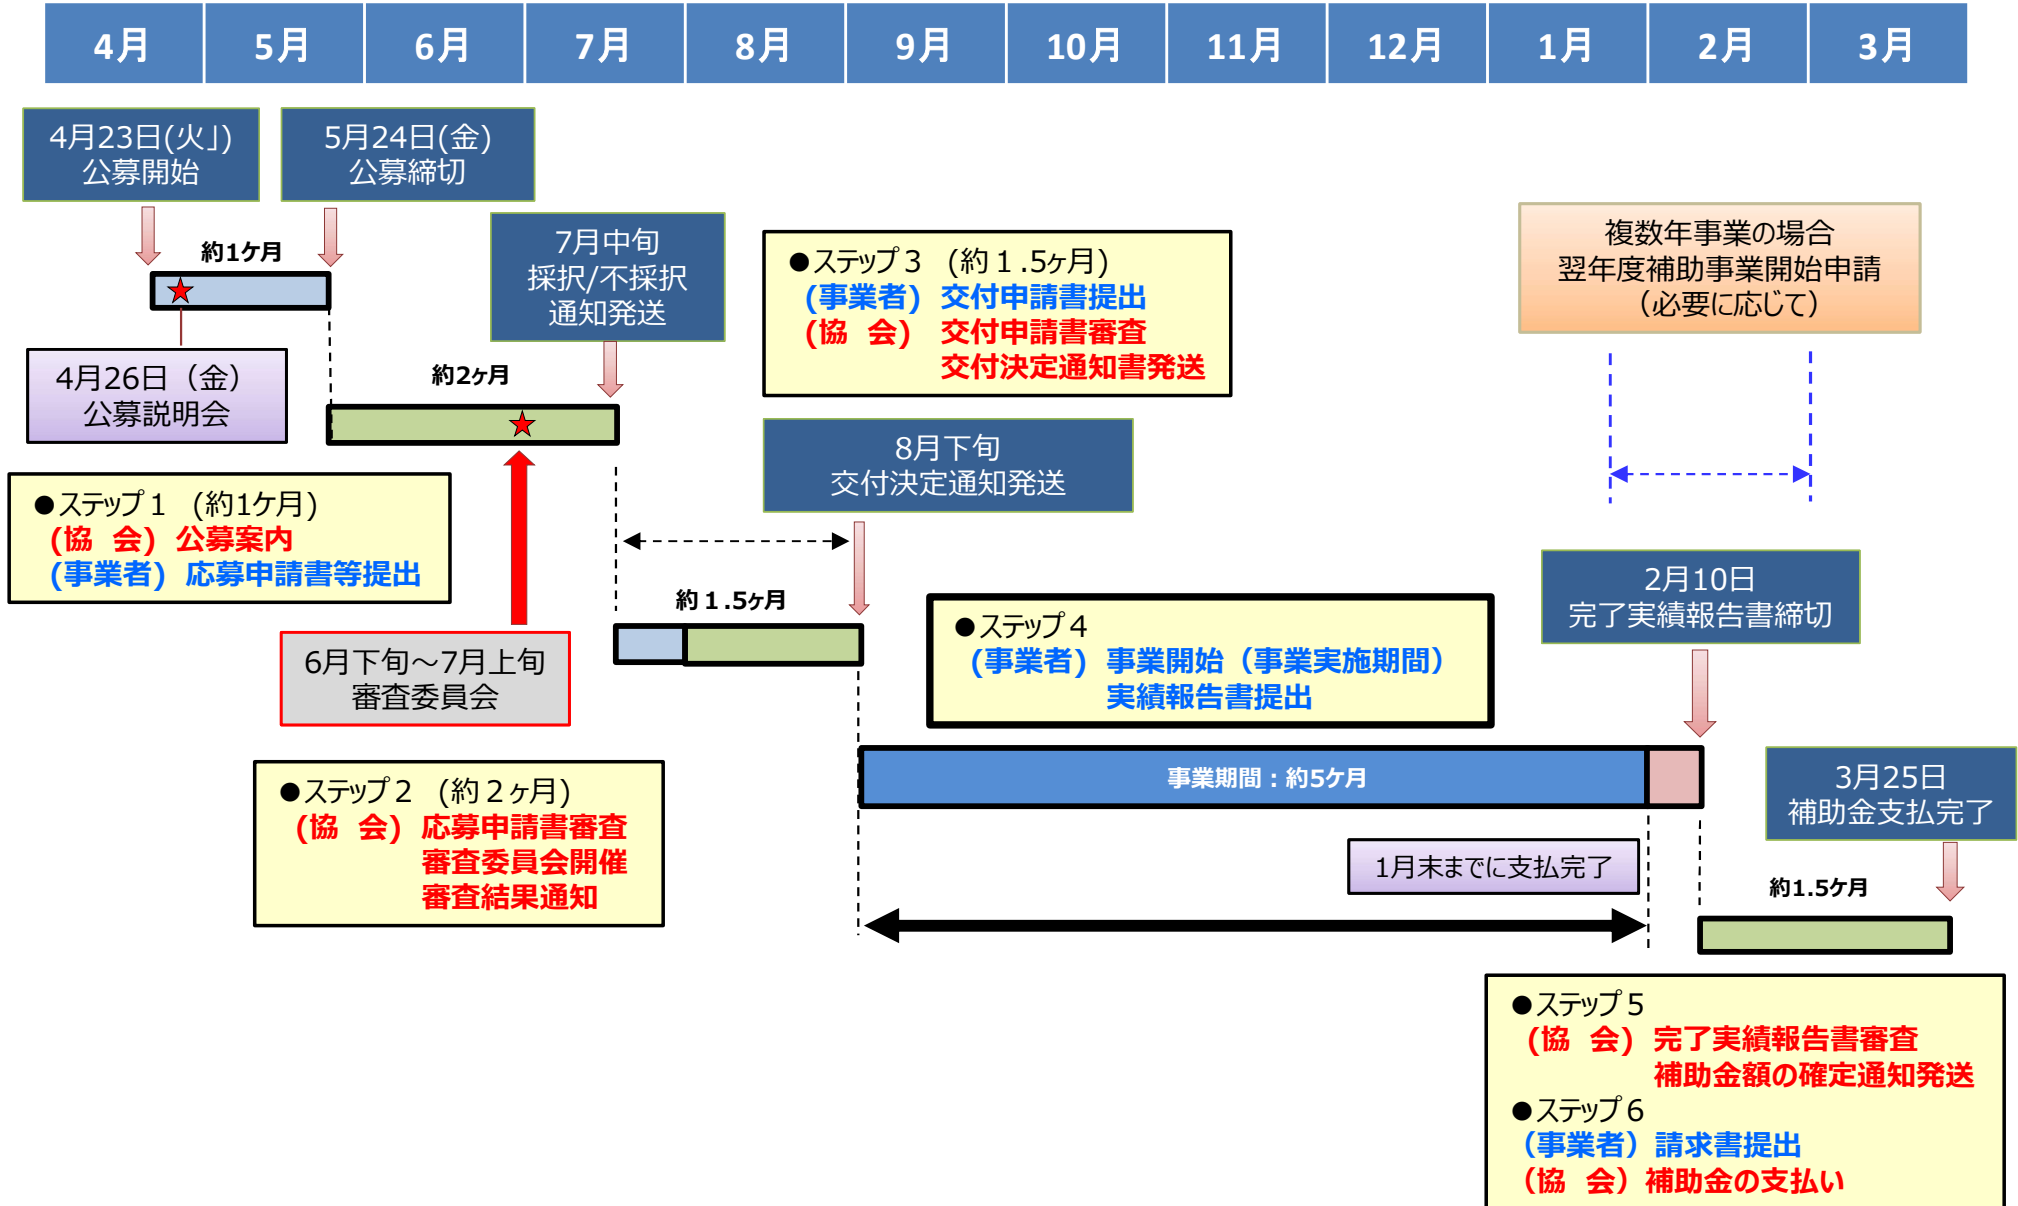 4月 5月 6月 7月 8月 9月 10月 11月 12月 1月 2月 3月
4月23日(火」)
公募開始
5月24日(金)
公募締切
約1ケ月
4月26日（金）
公募説明会
7月中旬
採択/不採択
通知発送
約2ヶ月
●ステップ３ (約１.5ヶ月)
(事業者) 交付申請書提出
(協 会) 交付申請書審査
交付決定通知書発送
複数年事業の場合
翌年度補助事業開始申請
（必要に応じて）
●ステップ１ (約1ケ月)
(協 会) 公募案内
(事業者) 応募申請書等提出
8月下旬
交付決定通知発送
約１.5ヶ月
6月下旬～7月上旬
審査委員会
●ステップ４
(事業者) 事業開始（事業実施期間）
実績報告書提出
2月10日
完了実績報告書締切
●ステップ２ (約２ヶ月)
(協 会) 応募申請書審査
審査委員会開催
審査結果通知
事業期間：約5ケ月
3月25日
補助金支払完了
1月末までに支払完了
約1.5ケ月
●ステップ５
(協 会) 完了実績報告書審査
補助金額の確定通知発送
●ステップ６
（事業者）請求書提出
（協 会）補助金の支払い